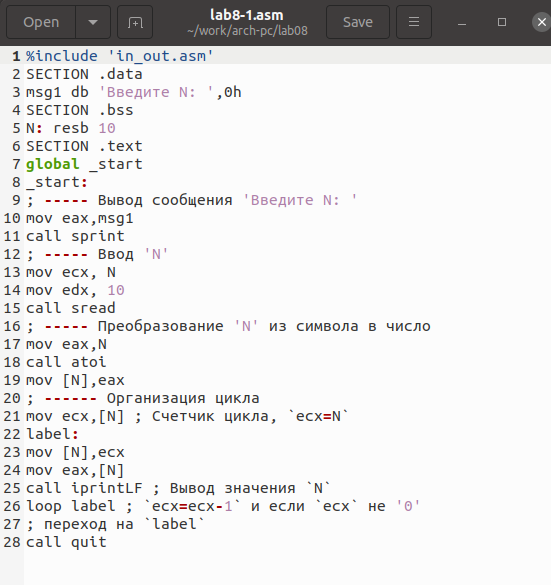 Open
lab8-1.asm
~/work/arch-pc/lab08
Save
1 %include 'in_out.asm'
2 SECTION .data
3 msg1 db 'Введите N: ',0h
4 SECTION .bss
5 N: resb 10
6 SECTION .text
7 global _start
8 _start:
9 ; ----- Вывод сообщения 'Введите N: '
10 mov eax,msg1
11 call sprint
12 ; ----- Ввод 'N'
13 mov ecx, N
14 mov edx, 10
15 call sread
16 ; ----- Преобразование 'N' из символа в число
17 mov eax,N
18 call atoi
19 mov [N],eax
20 ; ------ Организация цикла
21 mov ecx,[N] ; Счетчик цикла, `ecx=N`
22 label:
23 mov [N],ecx
24 mov eax,[N]
25 call iprintLF ; Вывод значения `N`
26 loop label ; `ecx=ecx-1` и если `ecx` не '0'
27 ; переход на `label`
28 call quit